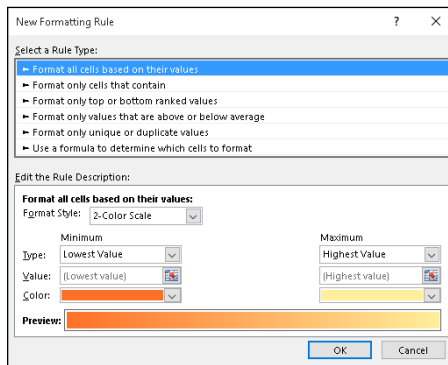 New Formatting Rule ? ×
Select a Rule Type:
► Format all cells based on their values
► Format only cells that contain
► Format only top or bottom ranked values
► Format only values that are above or below average
► Format only unique or duplicate values
► Use a formula to determine which cells to format
Edit the Rule Description:
Format all cells based on their values:
Format Style: 2-Color Scale
Minimum Maximum
Type: Lowest Value Highest Value
Value: (Lowest value) (Highest value)
Color:
Preview:
OK Cancel